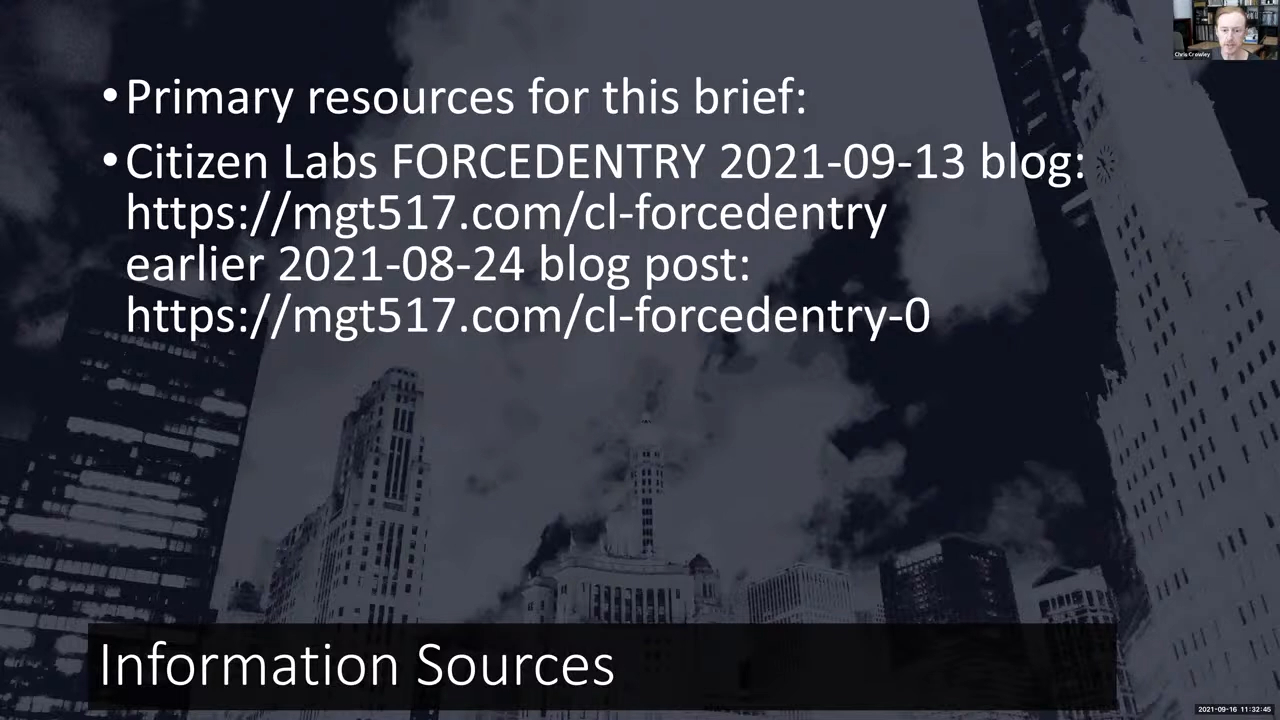 Chris Crowley
• Primary resources for this brief:
• Citizen Labs FORCEDENTRY 2021-09-13 blog:
https://mgt517.com/cl-forcedentry
earlier 2021-08-24 blog post:
https://mgt517.com/cl-forcedentry-0
Information Sources
2021-09-16 11:32:45